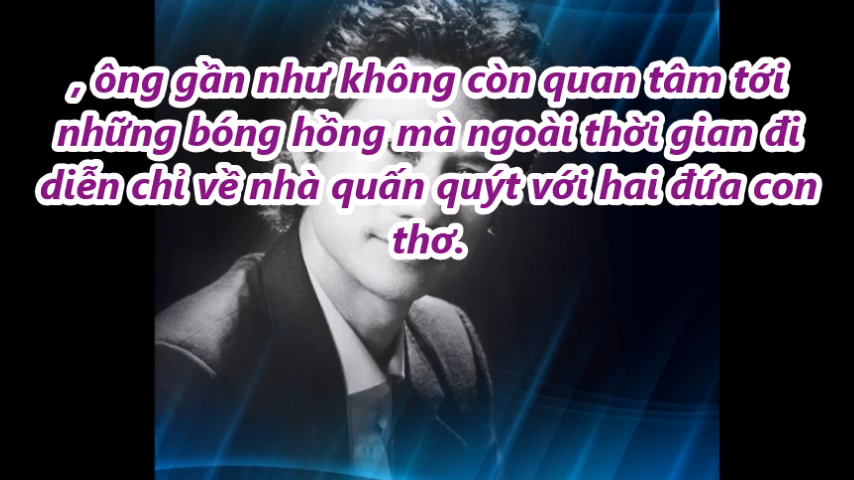 , ông gần như không còn quan tâm tới
những bóng hồng mà ngoài thời gian đi
diễn chỉ về nhà quấn quýt với hai đứa con
thơ.